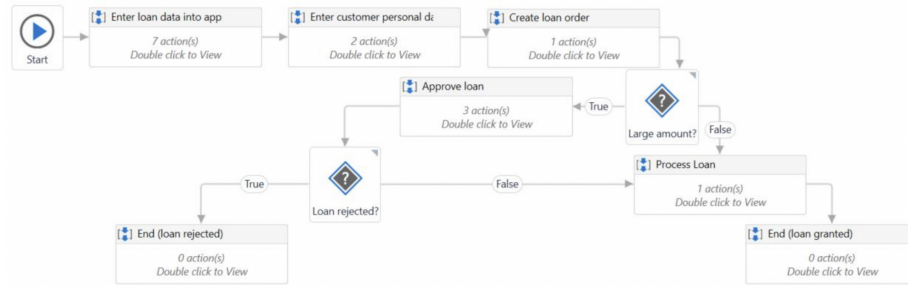 Start
Enter loan data into app
7 action(s)
Double click to View
Enter customer personal da
2 action(s)
Double click to View
Create loan order
1 action(s)
Double click to View
Approve loan
3 action(s)
Double click to View
True
Large amount?
False
Process Loan
1 action(s)
Double click to View
True
Loan rejected?
False
End (loan rejected)
0 action(s)
Double click to View
End (loan granted)
0 action(s)
Double click to View